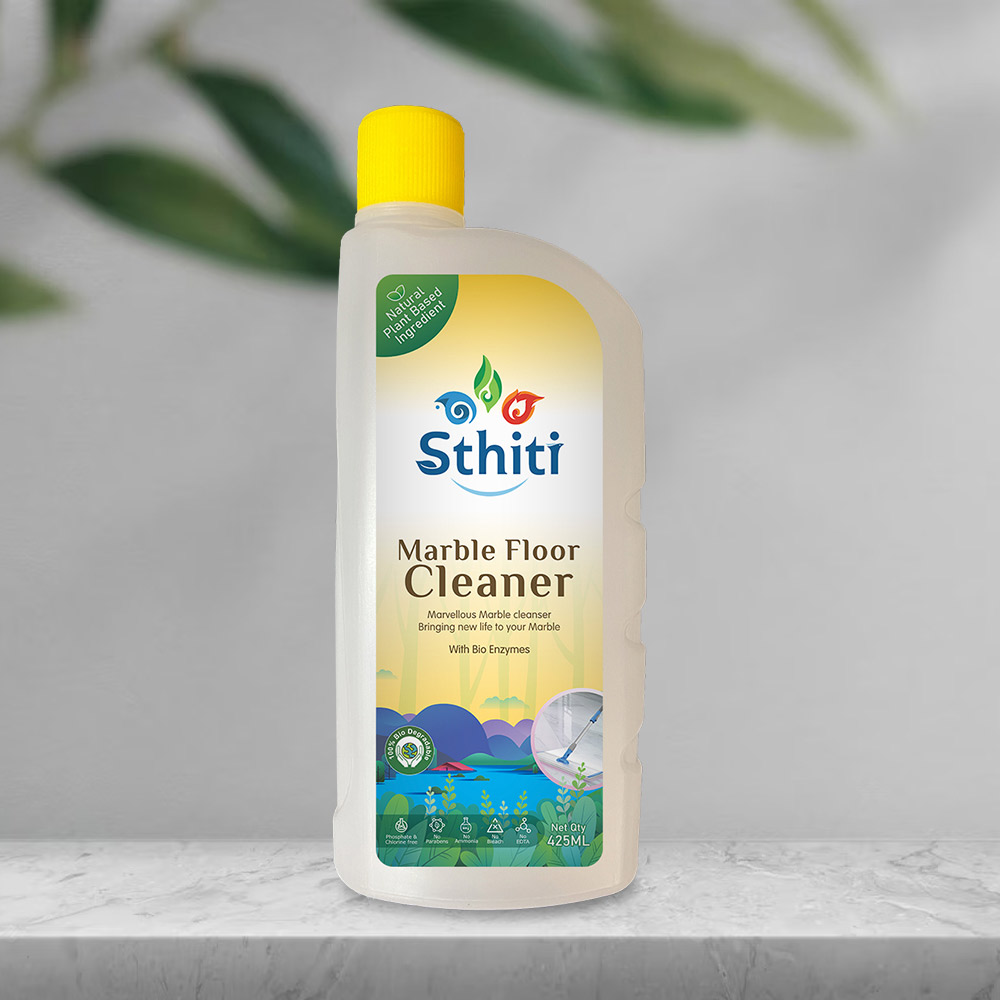 Natural
Plant Based
Ingredient
Sthiti
Marble Floor
Cleaner
Marvellous Marble cleanser
Bringing new life to your Marble
With Bio Enzymes
100% Bio Degradable
Phosphate &
Chlorine free
No
Parabens
No
Ammonia
No
Bleach
No
EDTA
Net Qty
425ML